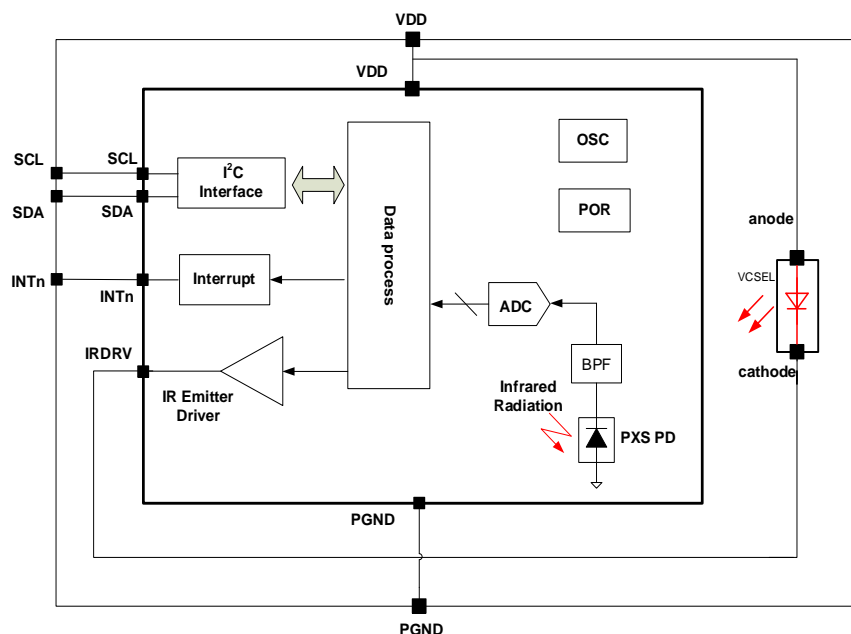 VDD
VDD
SCL
SCL
I²C
Interface
SDA
SDA
INTn
INTn
Interrupt
Data process
OSC
POR
ADC
BPF
IRDRV
IR Emitter
Driver
Infrared
Radiation
PXS PD
anode
VCSEL
cathode
PGND
PGND